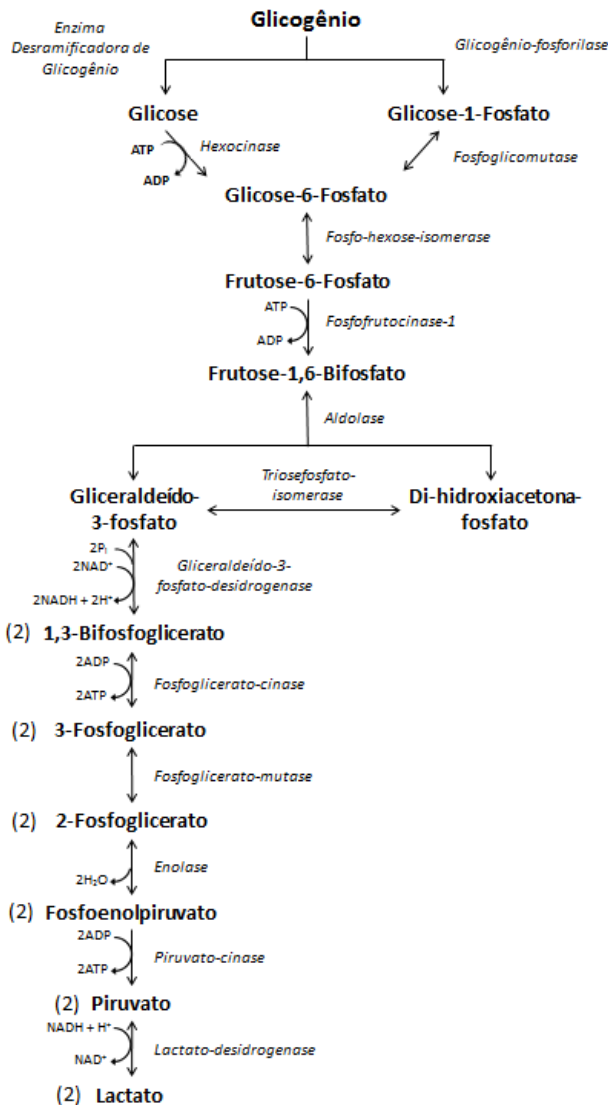 Glicogênio
Enzima
Desramificadora de
Glicogênio
Glicogênio-fosforilase
Glicose
Glicose-1-Fosfato
ATP
ADP
Hexocinase
Fosfoglicomutase
Glicose-6-Fosfato
Fosfo-hexose-isomerase
Frutose-6-Fosfato
ATP
ADP
Fosfofrutocinase-1
Frutose-1,6-Bifosfato
Aldolase
Gliceraldeído-
3-fosfato
Triosefosfato-
isomerase
Di-hidroxiacetona-
fosfato
2Pᵢ
2NAD⁺
2NADH + 2H⁺
Gliceraldeído-3-
fosfato-desidrogenase
(2) 1,3-Bifosfoglicerato
2ADP
2ATP
Fosfoglicerato-cinase
(2) 3-Fosfoglicerato
Fosfoglicerato-mutase
(2) 2-Fosfoglicerato
2H₂O
Enolase
(2) Fosfoenolpiruvato
2ADP
2ATP
Piruvato-cinase
(2) Piruvato
NADH + H⁺
NAD⁺
Lactato-desidrogenase
(2) Lactato